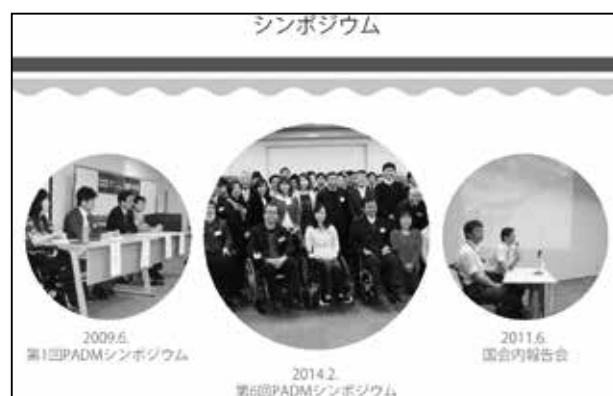 シンポジウム
2009.6.
第1回PADMシンポジウム
2014.2.
第6回PADMシンポジウム
2011.6.
国会内報告会